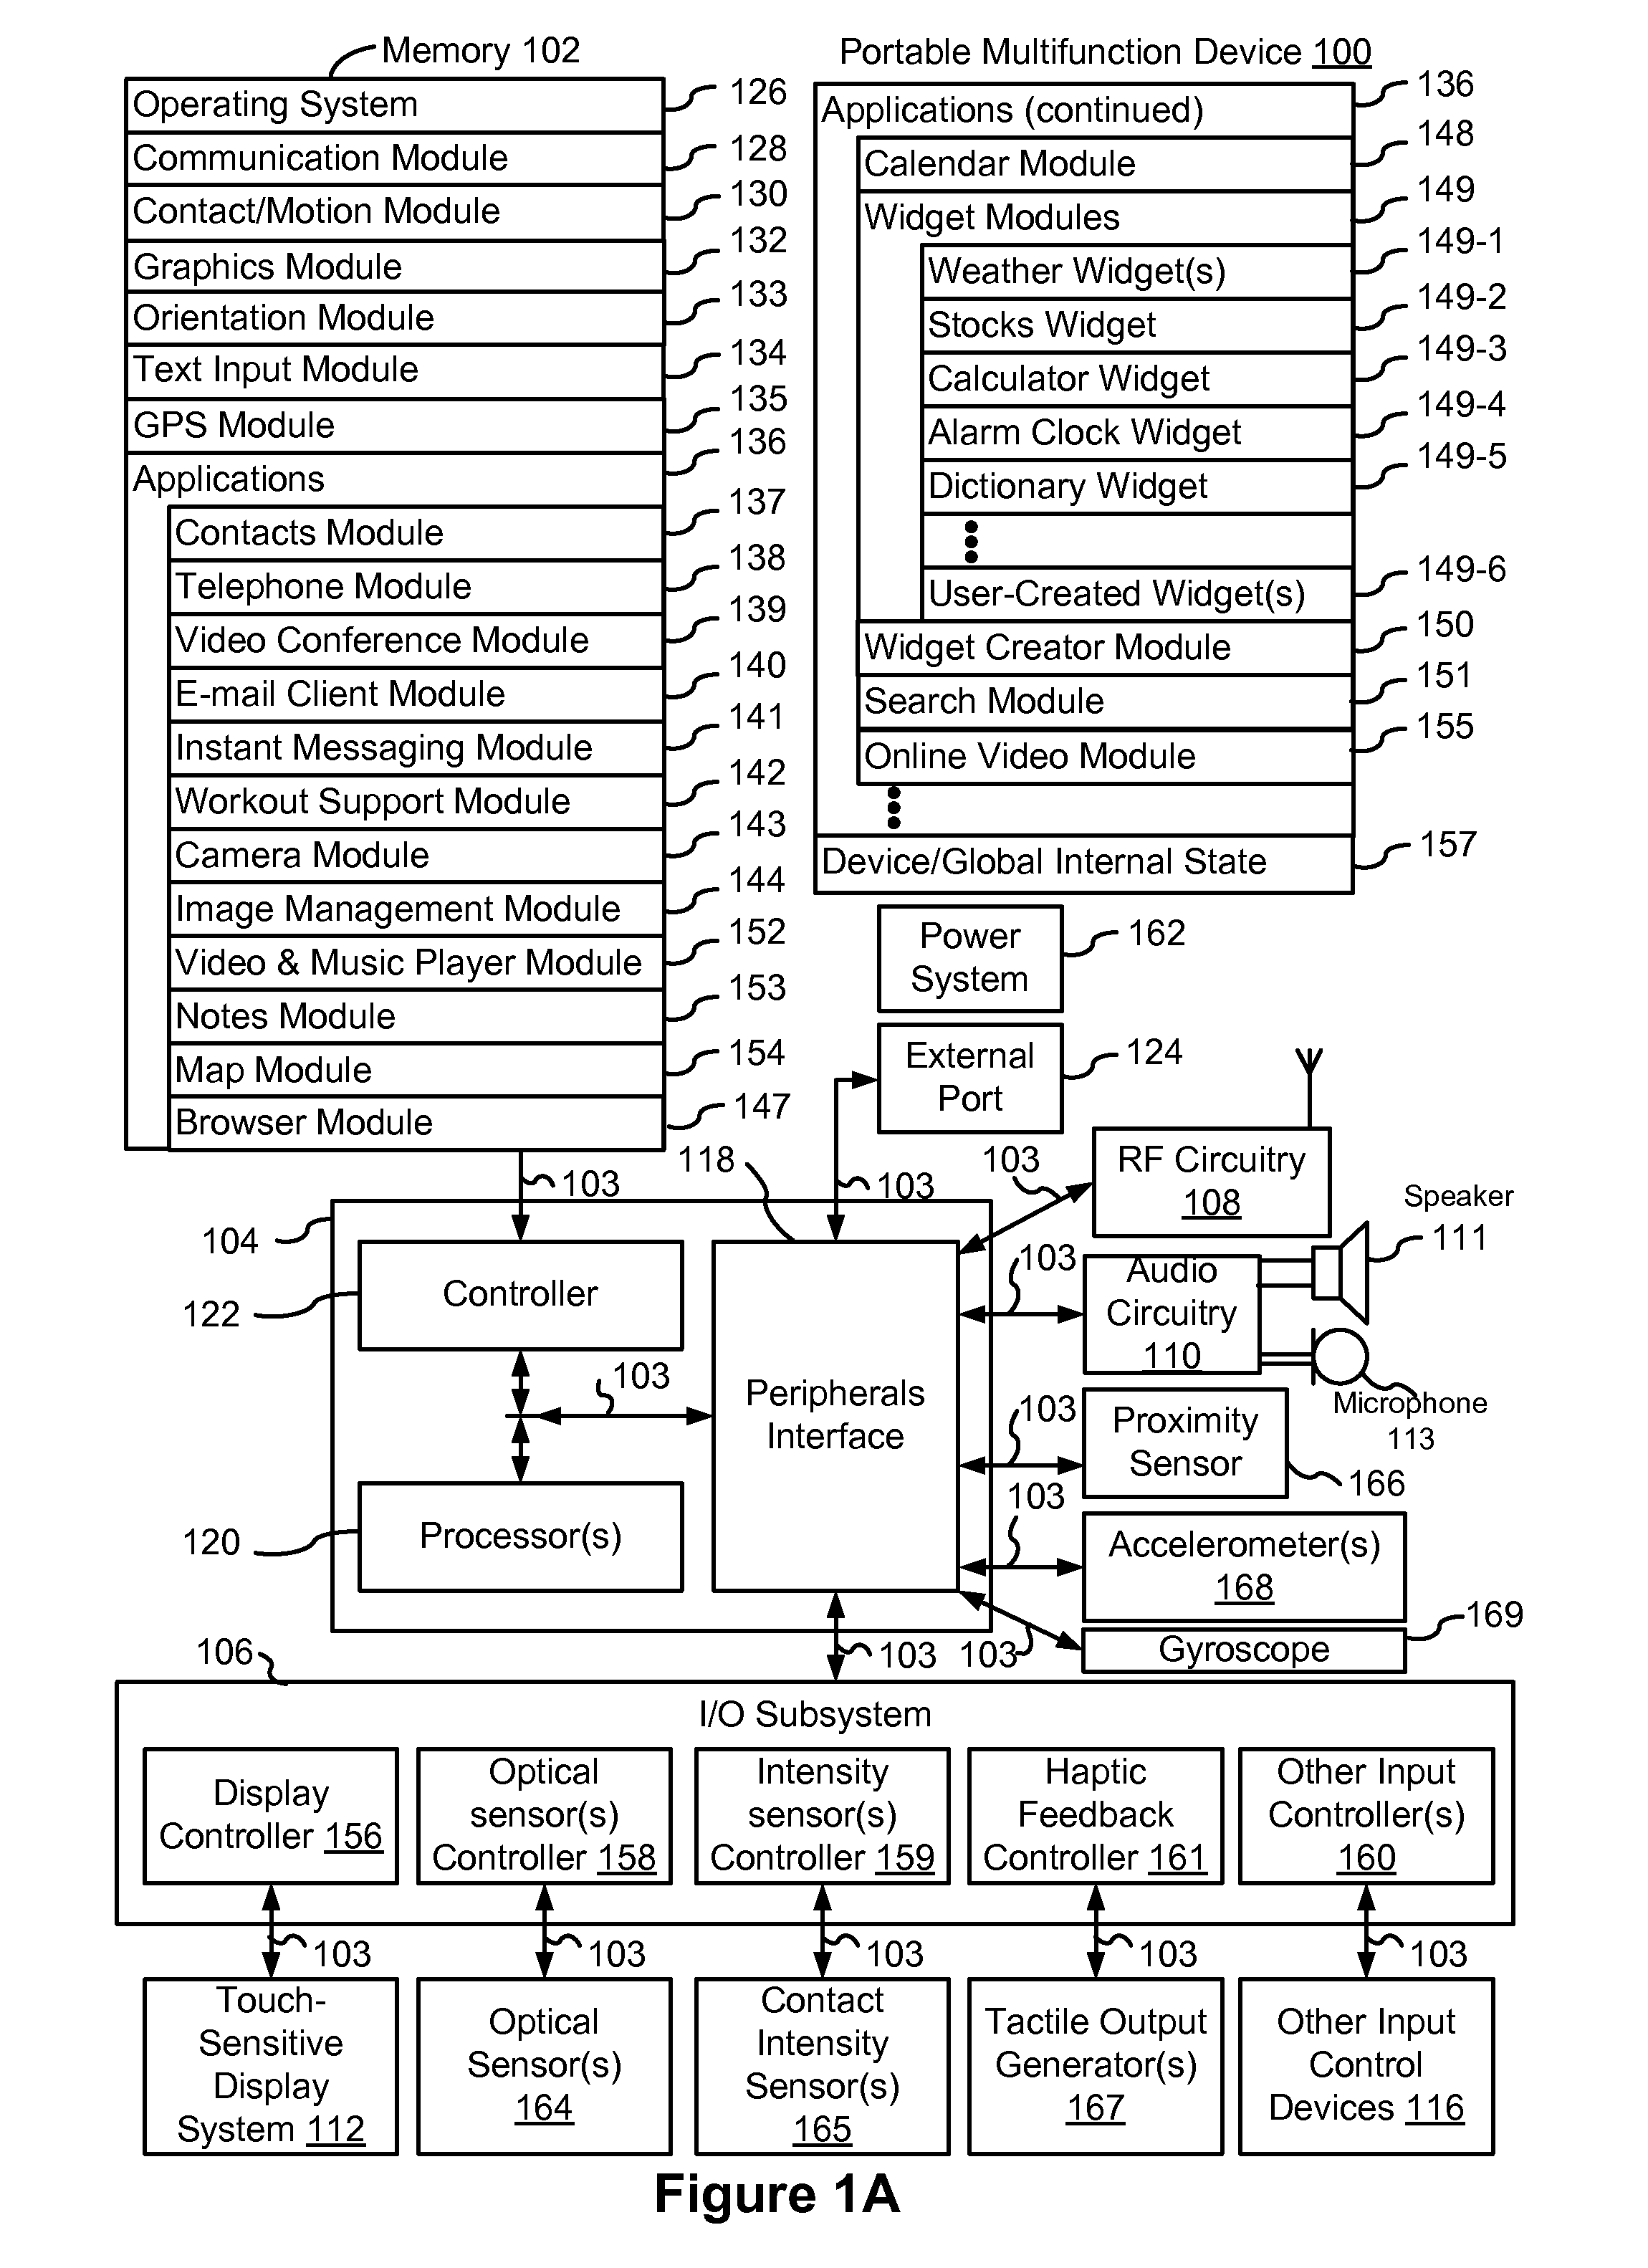 Memory 102
Operating System 126
Communication Module 128
Contact/Motion Module 130
Graphics Module 132
Orientation Module 133
Text Input Module 134
GPS Module 135
Applications 136
Contacts Module 137
Telephone Module 138
Video Conference Module 139
E-mail Client Module 140
Instant Messaging Module 141
Workout Support Module 142
Camera Module 143
Image Management Module 144
Video & Music Player Module 152
Notes Module 153
Map Module 154
Browser Module 147
Portable Multifunction Device 100
Applications (continued) 136
Calendar Module 148
Widget Modules 149
Weather Widget(s) 149-1
Stocks Widget 149-2
Calculator Widget 149-3
Alarm Clock Widget 149-4
Dictionary Widget 149-5
User-Created Widget(s) 149-6
Widget Creator Module 150
Search Module 151
Online Video Module 155
Device/Global Internal State 157
Power
System
162
External
Port
124
103
118
103
103
RF Circuitry
108
Speaker
111
104
Controller
122
103
Audio
Circuitry
110
Microphone
113
103
Peripherals
Interface
103
Proximity
Sensor
166
Processor(s)
120
103
Accelerometer(s)
168
Gyroscope
169
103
103
106
I/O Subsystem
Display
Controller 156
Optical
sensor(s)
Controller 158
Intensity
sensor(s)
Controller 159
Haptic
Feedback
Controller 161
Other Input
Controller(s)
160
103
103
103
103
103
Touch-
Sensitive
Display
System 112
Optical
Sensor(s)
164
Contact
Intensity
Sensor(s)
165
Tactile Output
Generator(s)
167
Other Input
Control
Devices 116
Figure 1A